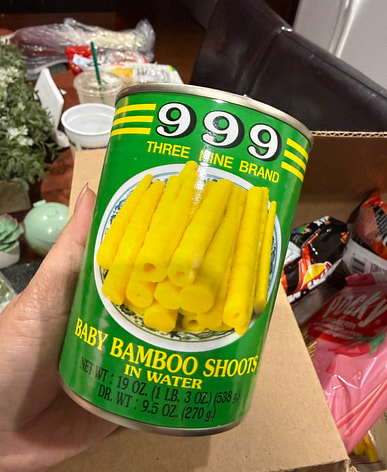 999
THREE NINE BRAND
BABY BAMBOO SHOOTS
IN WATER
NET WT : 19 OZ. (1 LB. 3 OZ.) (538 g.)
DR. WT : 9.5 OZ. (270 g.)